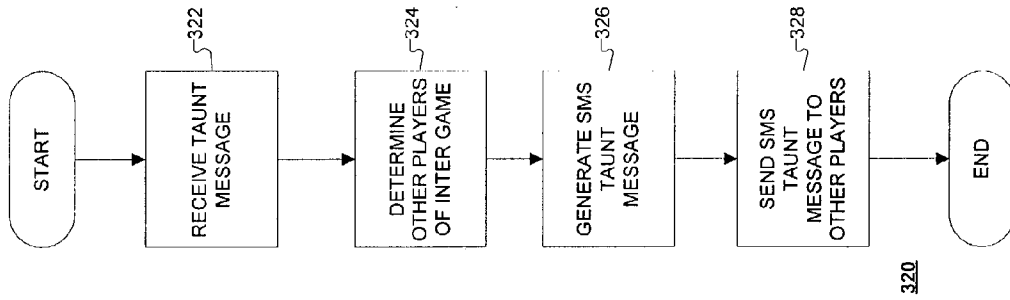 START
322
RECEIVE TAUNT
MESSAGE
324
DETERMINE
OTHER PLAYERS
OF INTER GAME
326
GENERATE SMS
TAUNT
MESSAGE
328
SEND SMS
TAUNT
MESSAGE TO
OTHER PLAYERS
END
320